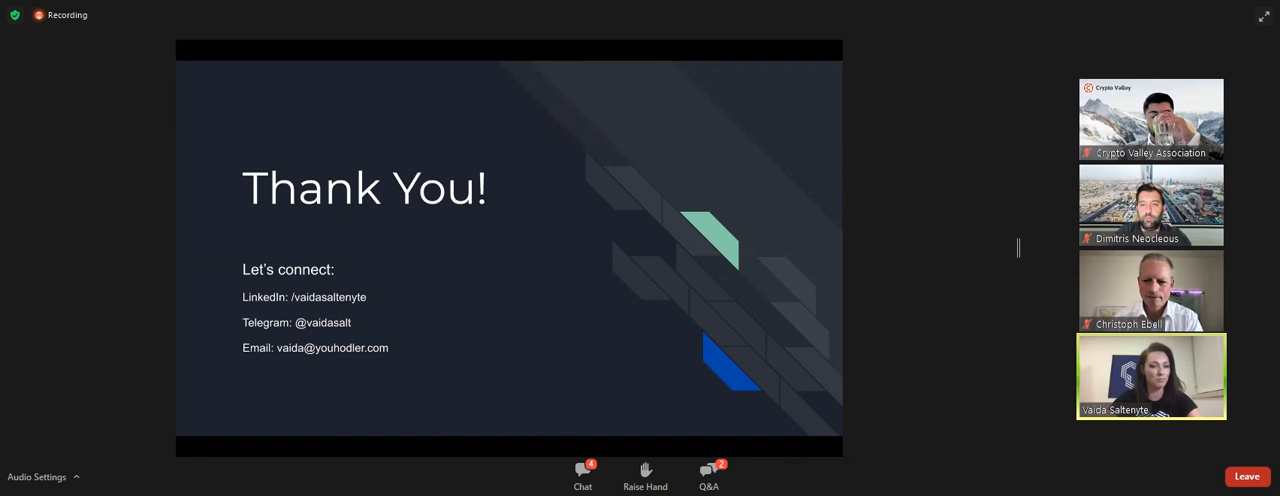 Recording
Thank You!
Let's connect:
LinkedIn: /vaidasaltenyte
Telegram: @vaidasalt
Email: vaida@youhodler.com
Crypto Valley
Crypto Valley Association
Dimitris Neocleous
Christoph Ebell
Vaida Saltenyte
Audio Settings
4
Chat
Raise Hand
2
Q&A
Leave